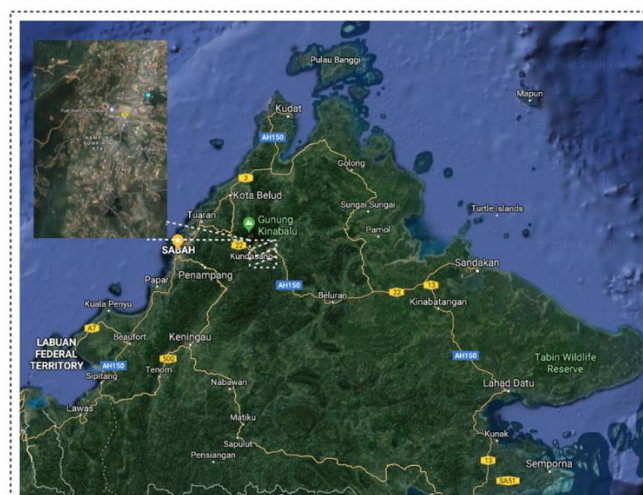 Pulau Banggi
Mapun
Kudat
AH150
Golong
3
Kota Belud
Sungai Sungai
Turtle Islands
Tuaran
Gunung
Kinabalu
Pamol
SABAH
22
Kundasang
Sandakan
Penampang
13
Papar
AH150
22
Beluran
Kinabatangan
Kuala Penyu
A7
LABUAN
FEDERAL
TERRITORY
Beaufort
Keningau
AH150
Tabin Wildlife
Reserve
500
AH150
Sipitang
Tenom
Nabawan
Lahad Datu
Lawas
Matiku
Sapulut
Kunak
Pensiangan
13
Semporna
SA51